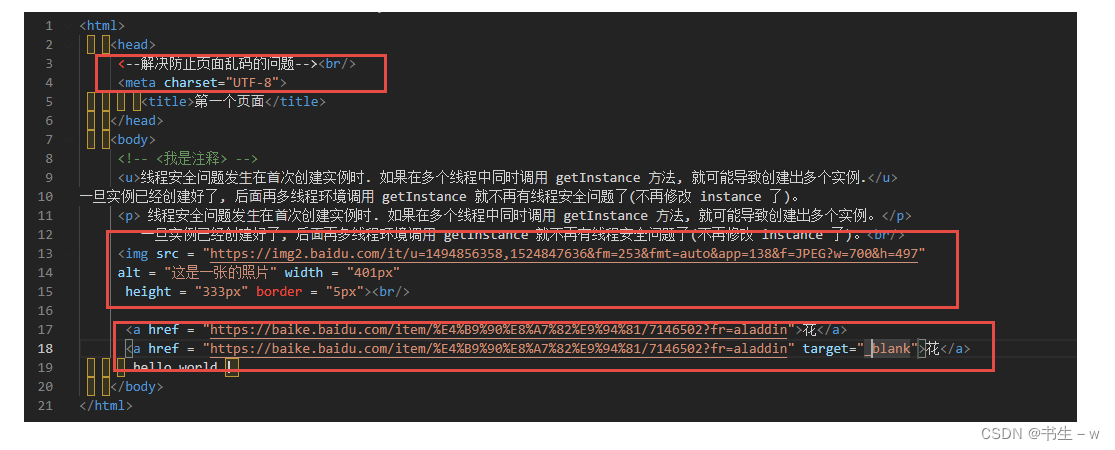 1 <html>
2 <head>
3 <--解决防止页面乱码的问题--><br/>
4 <meta charset="UTF-8">
5 <title>第一个页面</title>
6 </head>
7 <body>
8 <!-- <我是注释> -->
9 <u>线程安全问题发生在首次创建实例时. 如果在多个线程中同时调用 getInstance 方法, 就可能导致创建出多个实例.</u>
10 一旦实例已经创建好了, 后面再多线程环境调用 getInstance 就不再有线程安全问题了(不再修改 instance 了)。
11 <p> 线程安全问题发生在首次创建实例时. 如果在多个线程中同时调用 getInstance 方法, 就可能导致创建出多个实例。</p>
12 一旦实例已经创建好了, 后面再多线程环境调用 getInstance 就不再有线程安全问题了(不再修改 instance 了)。<br/>
13 <img src = "https://img2.baidu.com/it/u=1494856358,1524847636&fm=253&fmt=auto&app=138&f=JPEG?w=700&h=497"
14 alt = "这是一张的照片" width = "401px"
15 height = "333px" border = "5px"><br/>
16
17 <a href = "https://baike.baidu.com/item/%E4%B9%90%E8%A7%82%E9%94%81/7146502?fr=aladdin">花</a>
18 <a href = "https://baike.baidu.com/item/%E4%B9%90%E8%A7%82%E9%94%81/7146502?fr=aladdin" target="_blank">花</a>
19 hello world !
20 </body>
21 </html>
CSDN @书生-w